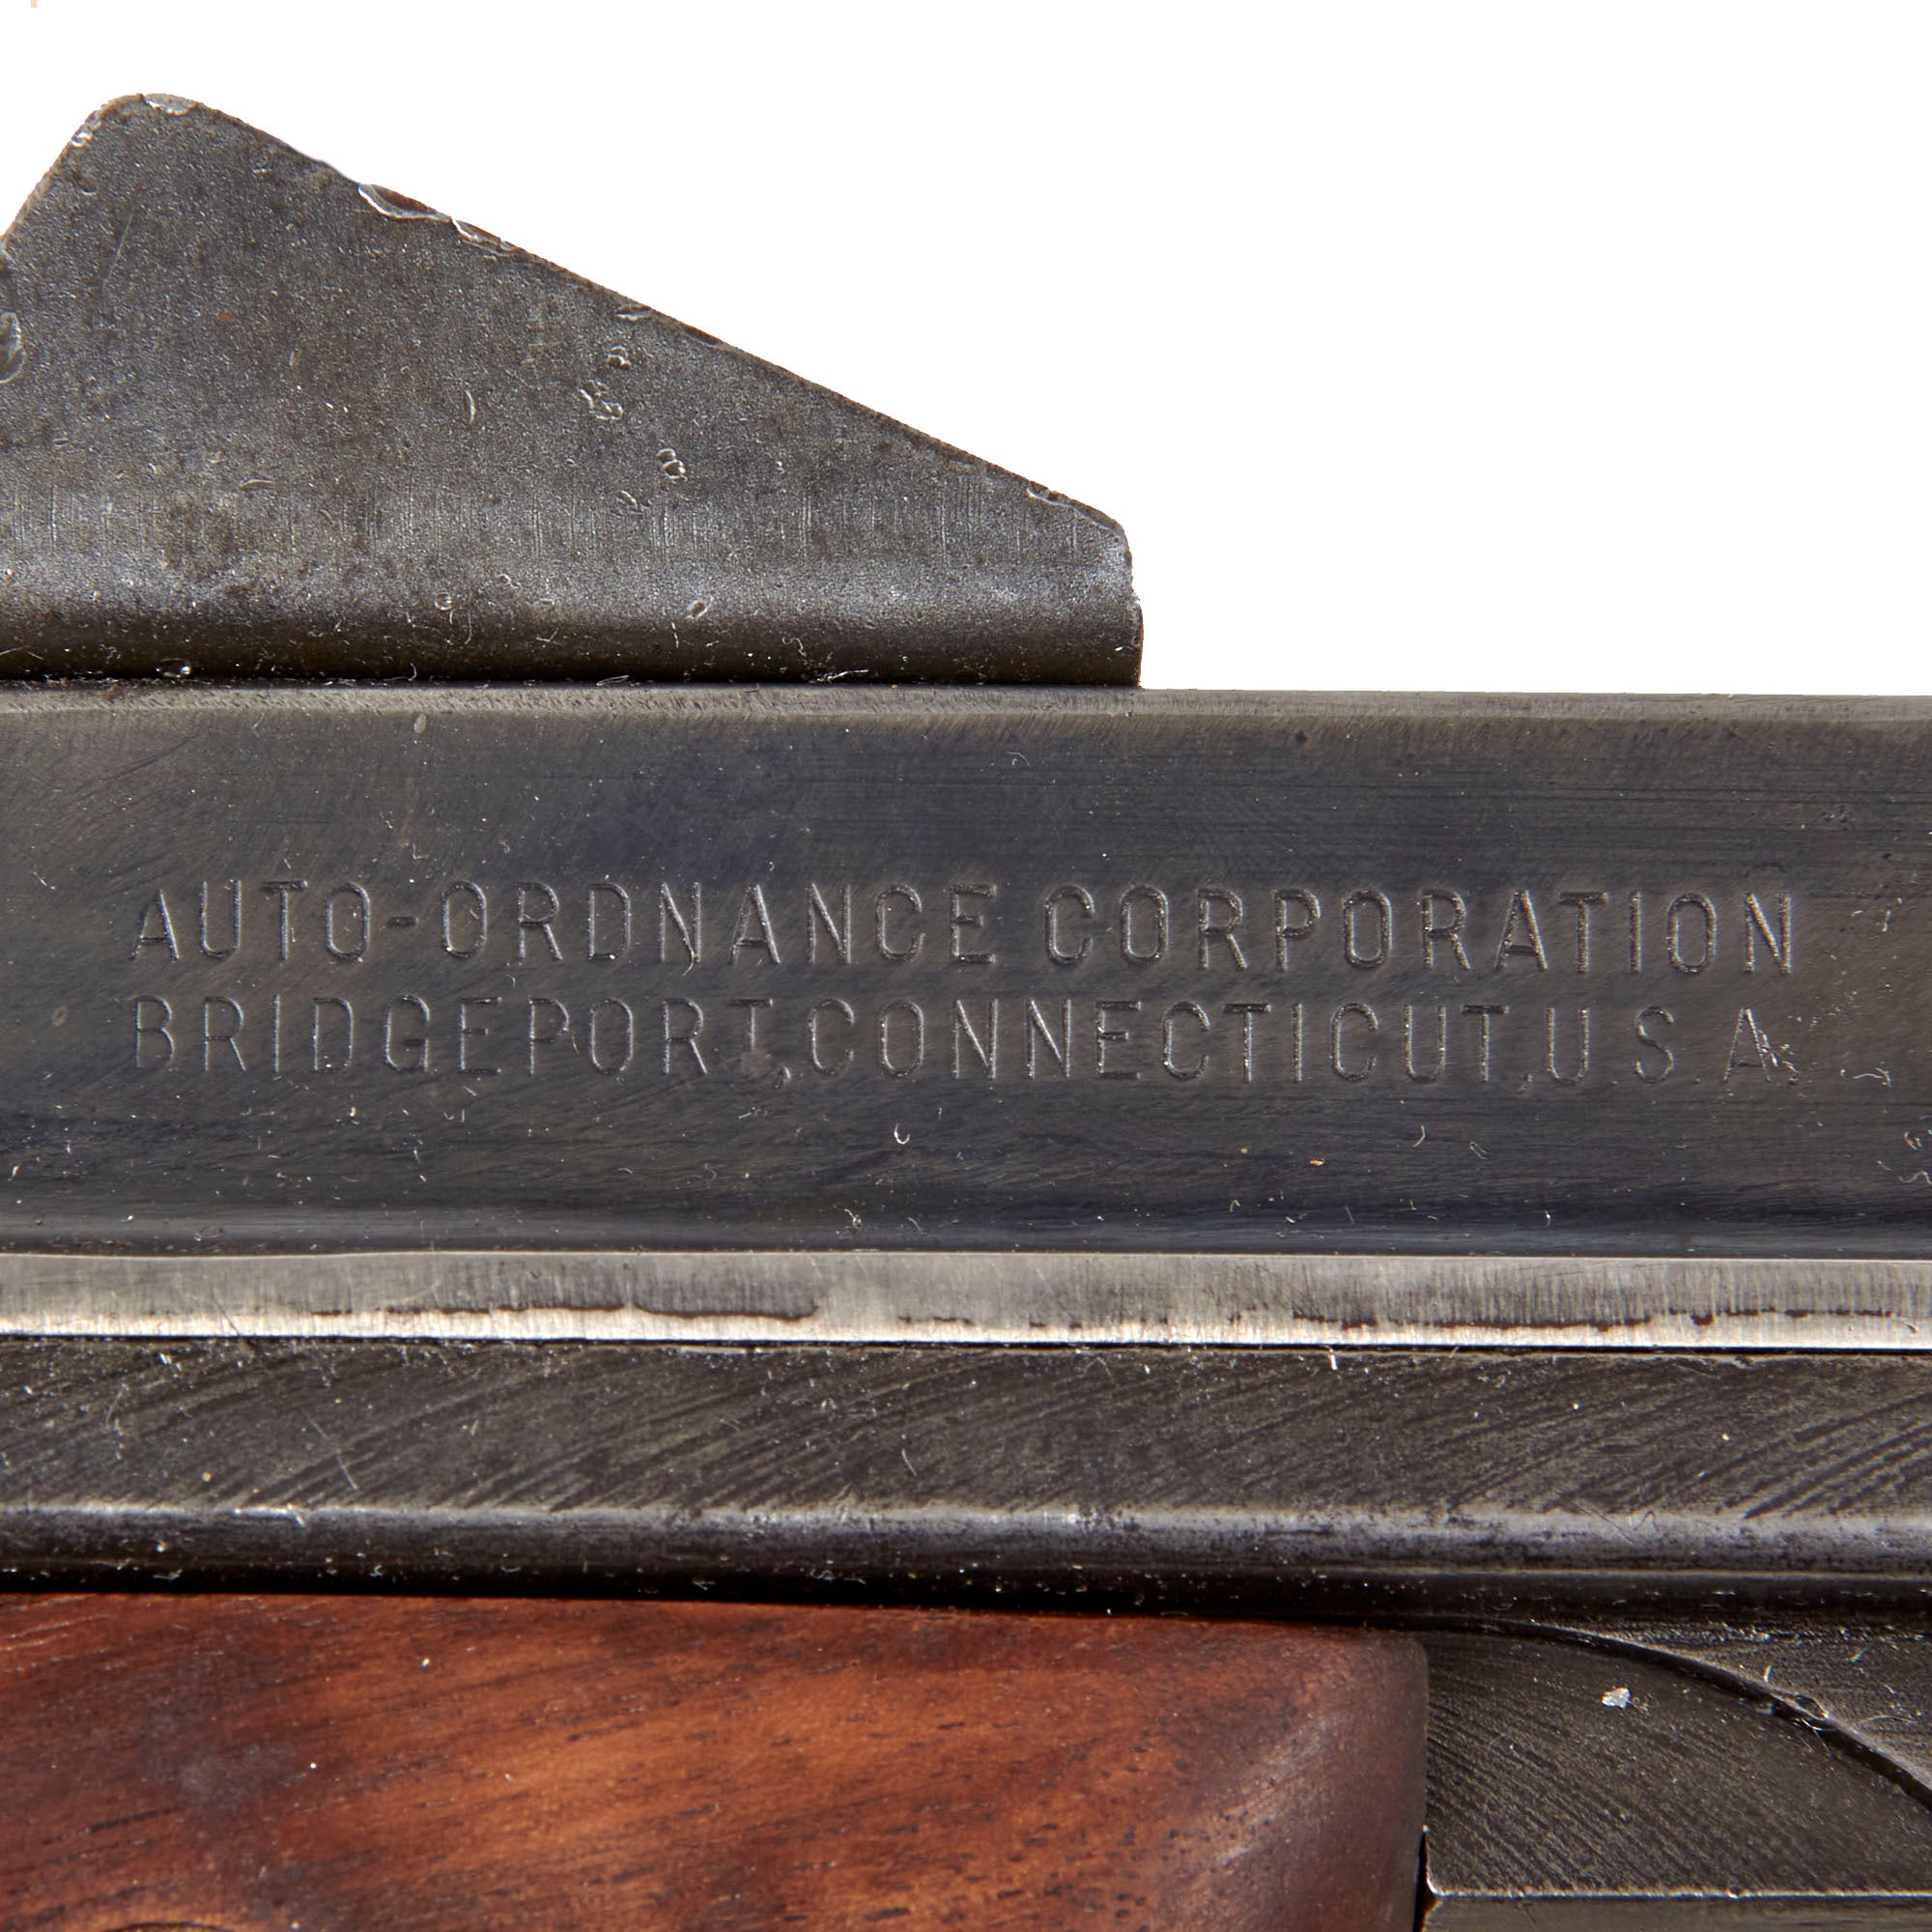 AUTO-ORDNANCE CORPORATION
BRIDGEPORT,CONNECTICUT,U.S.A.